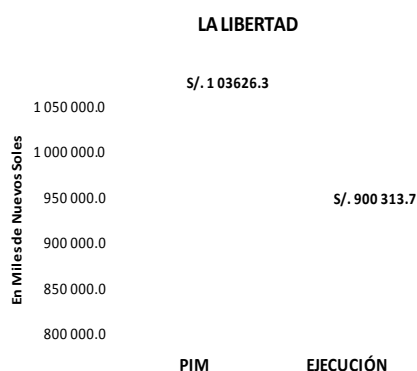 LA LIBERTAD
S/. 1 03626.3
En Miles de Nuevos Soles
1 050 000.0
1 000 000.0
950 000.0
S/. 900 313.7
900 000.0
850 000.0
800 000.0
PIM EJECUCIÓN